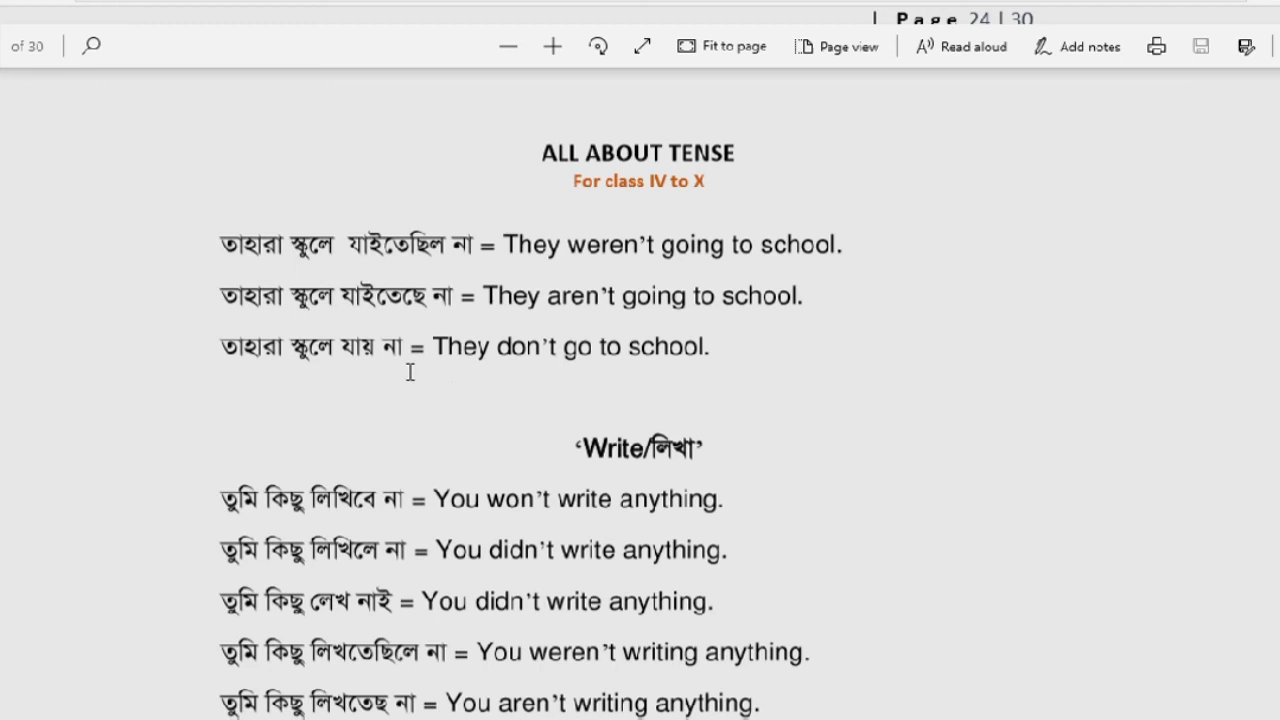 | Page 24 | 30
of 30 Fit to page Page view Read aloud Add notes
ALL ABOUT TENSE
For class IV to X
তাহারা স্কুলে যাইতেছিল না = They weren't going to school.
তাহারা স্কুলে যাইতেছে না = They aren't going to school.
তাহারা স্কুলে যায় না = They don't go to school.
‘Write/লিখা’
তুমি কিছু লিখিবে না = You won't write anything.
তুমি কিছু লিখিলে না = You didn't write anything.
তুমি কিছু লেখ নাই = You didn't write anything.
তুমি কিছু লিখতেছিলে না = You weren't writing anything.
তুমি কিছু লিখতেছ না = You aren't writing anything.